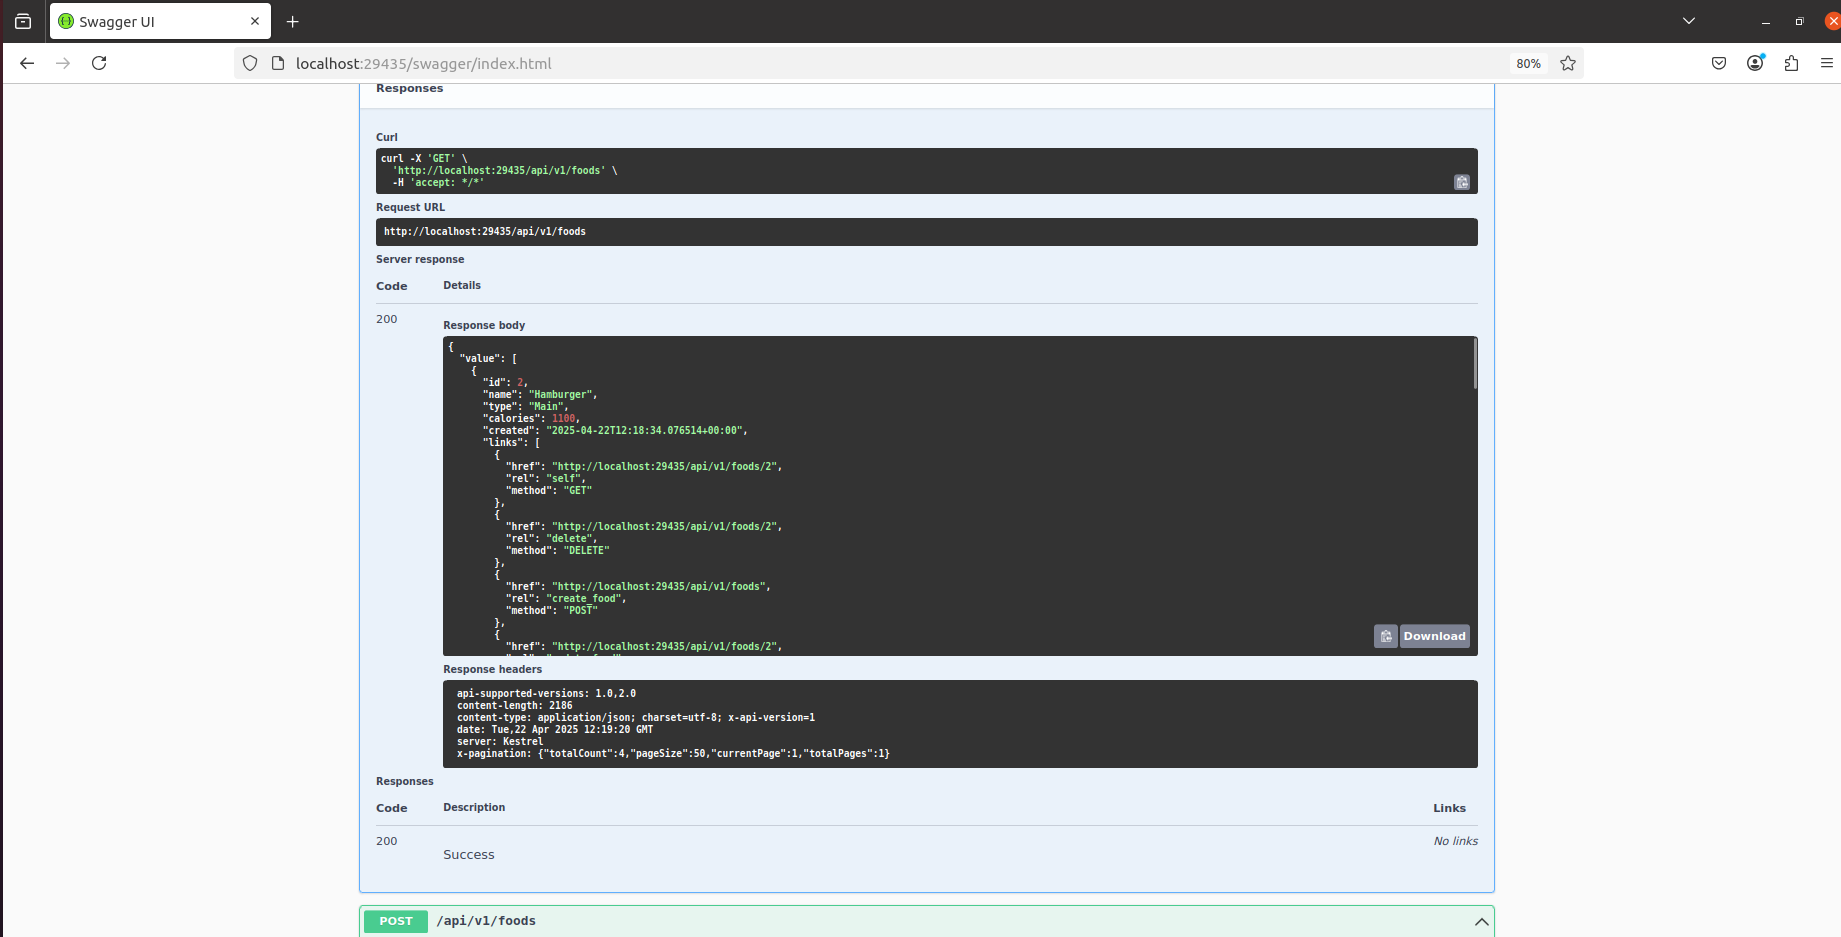 Swagger UI
localhost:29435/swagger/index.html
80%
Responses
Curl
curl -X 'GET' \
'http://localhost:29435/api/v1/foods' \
-H 'accept: */*'
Request URL
http://localhost:29435/api/v1/foods
Server response
Code Details
200
Response body
{
"value": [
{
"id": 2,
"name": "Hamburger",
"type": "Main",
"calories": 1100,
"created": "2025-04-22T12:18:34.076514+00:00",
"links": [
{
"href": "http://localhost:29435/api/v1/foods/2",
"rel": "self",
"method": "GET"
},
{
"href": "http://localhost:29435/api/v1/foods/2",
"rel": "delete",
"method": "DELETE"
},
{
"href": "http://localhost:29435/api/v1/foods",
"rel": "create_food",
"method": "POST"
},
{
"href": "http://localhost:29435/api/v1/foods/2",
Download
Response headers
api-supported-versions: 1.0,2.0
content-length: 2186
content-type: application/json; charset=utf-8; x-api-version=1
date: Tue,22 Apr 2025 12:19:20 GMT
server: Kestrel
x-pagination: {"totalCount":4,"pageSize":50,"currentPage":1,"totalPages":1}
Responses
Code Description Links
200 No links
Success
POST /api/v1/foods